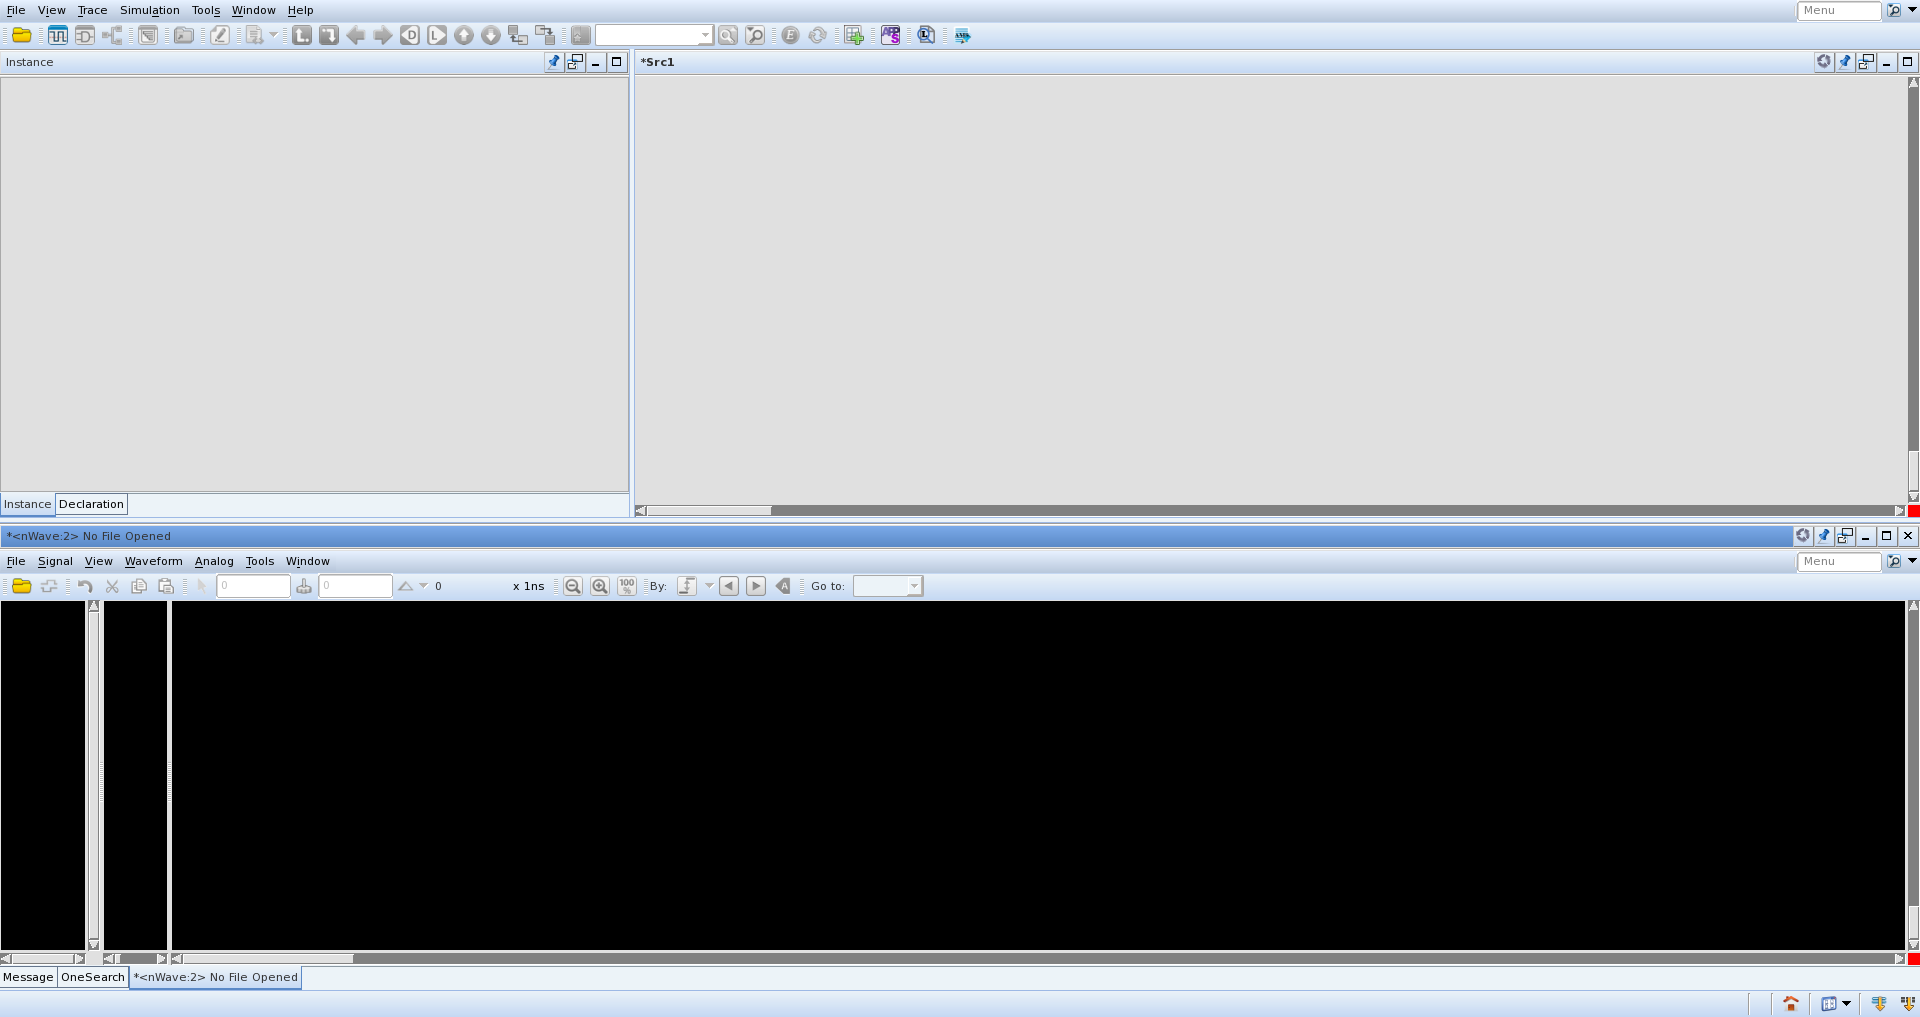 File View Trace Simulation Tools Window Help Menu
Instance
*Src1
Instance Declaration
*<nWave:2> No File Opened
File Signal View Waveform Analog Tools Window Menu
0 0 0 x 1ns 100 % By: Go to:
Message OneSearch *<nWave:2> No File Opened